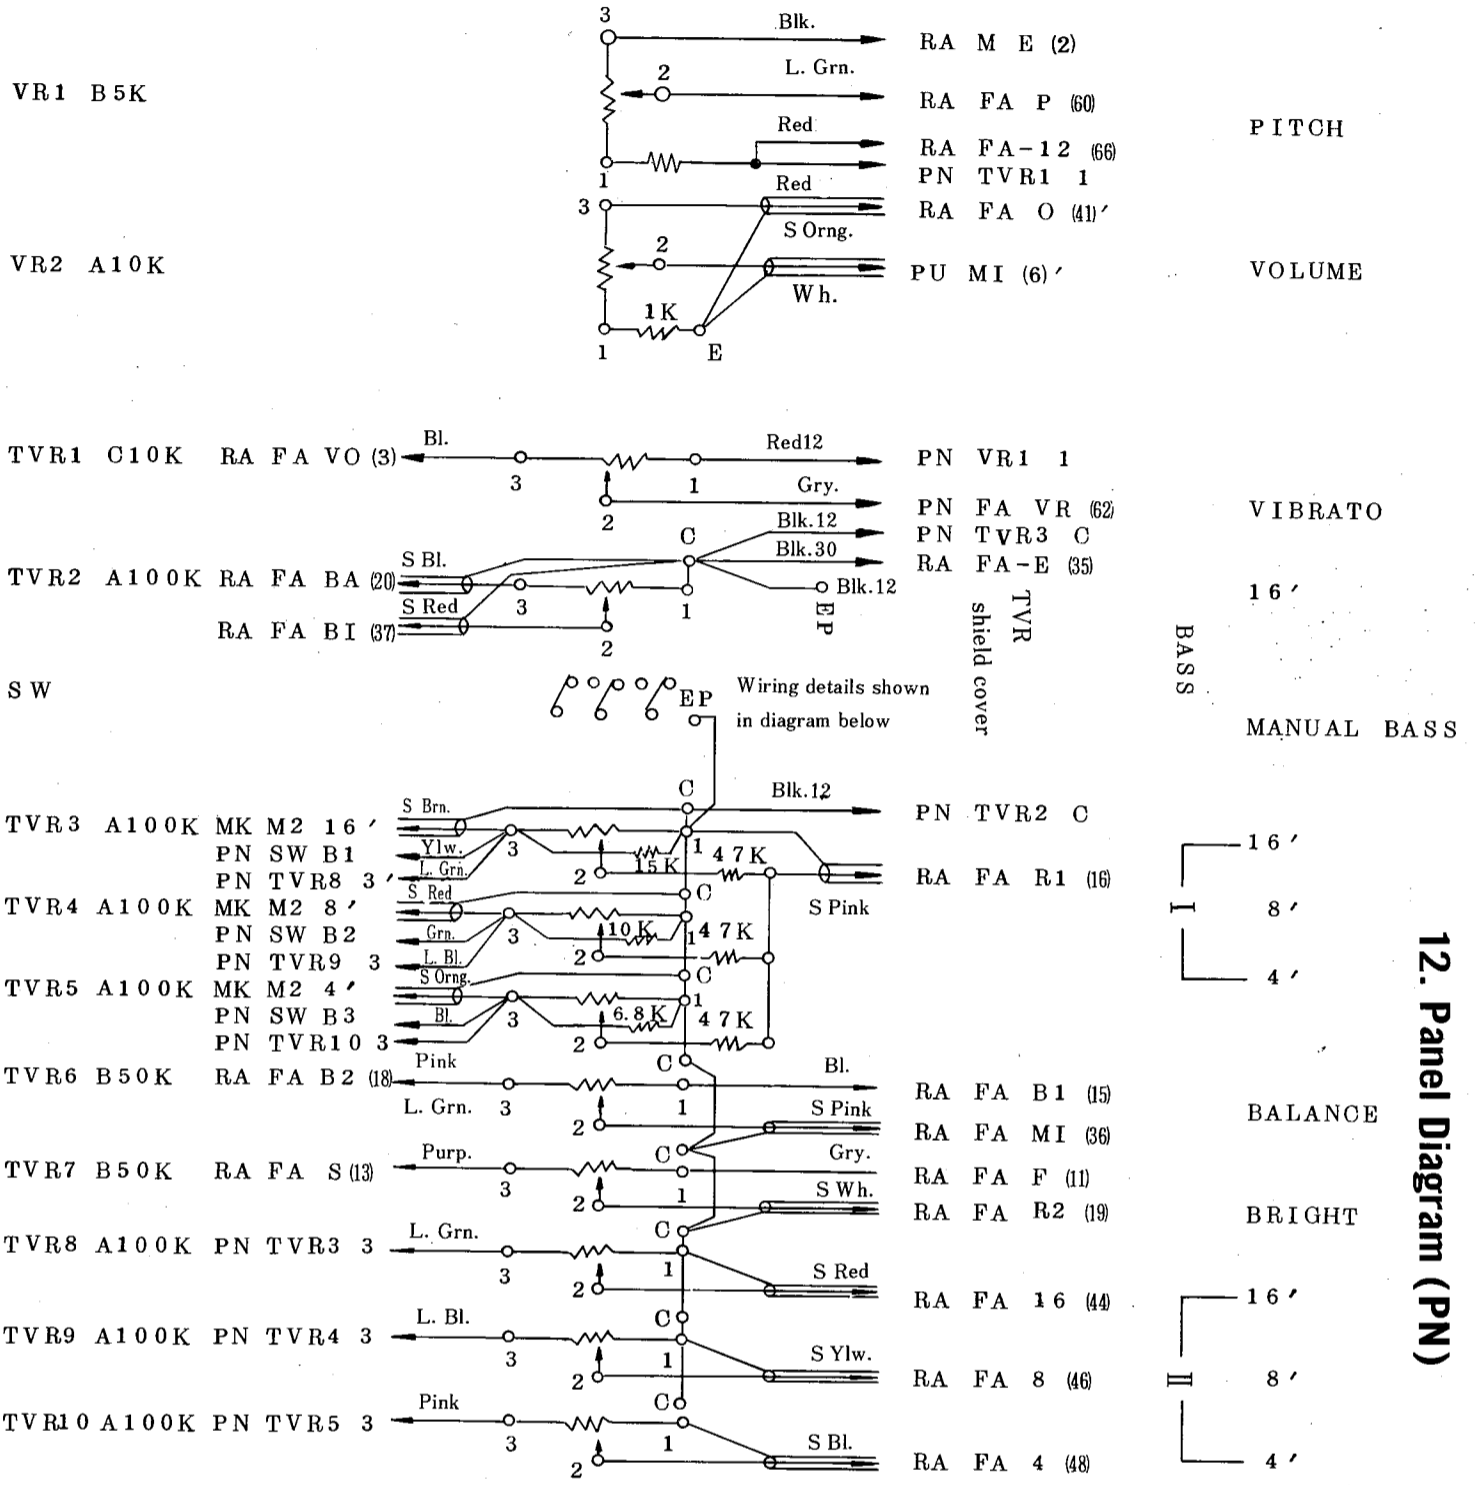 12. Panel Diagram (PN)
3
Blk.
RA M E (2)
L. Grn.
2
VR1 B5K
RA FA P (60)
PITCH
Red
RA FA-12 (66)
1
PN TVR1 1
Red
3
RA FA O (41)′
S Orng.
2
VR2 A10K
PU MI (6)′
VOLUME
Wh.
1K
1
E
Bl.
Red12
TVR1 C10K RA FA VO (3)
PN VR1 1
3
1
Gry.
2
PN FA VR (62)
VIBRATO
Blk.12
C
PN TVR3 C
Blk.30
S Bl.
RA FA-E (35)
TVR2 A100K RA FA BA (20)
Blk.12
16′
3
1
EP
TVR
shield cover
S Red
RA FA BI (37)
2
BASS
SW
EP
Wiring details shown
in diagram below
MANUAL BASS
C
Blk.12
S Brn.
PN TVR2 C
TVR3 A100K MK M2 16′
1
16′
PN SW B1
Ylw.
3
15K
47K
L. Grn.
2
PN TVR8 3′
RA FA R1 (16)
S Red
C
S Pink
TVR4 A100K MK M2 8′
I
8′
PN SW B2
Grn.
3
10K
1
47K
L. Bl.
2
PN TVR9 3
S Orng.
C
4′
TVR5 A100K MK M2 4′
1
PN SW B3
Bl.
3
6.8K
47K
PN TVR10 3
2
Pink
C
Bl.
TVR6 B50K RA FA B2 (18)
RA FA B1 (15)
L. Grn.
3
1
S Pink
BALANCE
2
RA FA MI (36)
Purp.
C
Gry.
TVR7 B50K RA FA S (13)
RA FA F (11)
3
1
S Wh.
2
RA FA R2 (19)
BRIGHT
L. Grn.
C
TVR8 A100K PN TVR3 3
3
1
S Red
2
RA FA 16 (44)
16′
L. Bl.
C
TVR9 A100K PN TVR4 3
3
1
S Ylw.
2
RA FA 8 (46)
II
8′
Pink
C
TVR10 A100K PN TVR5 3
3
1
S Bl.
2
RA FA 4 (48)
4′